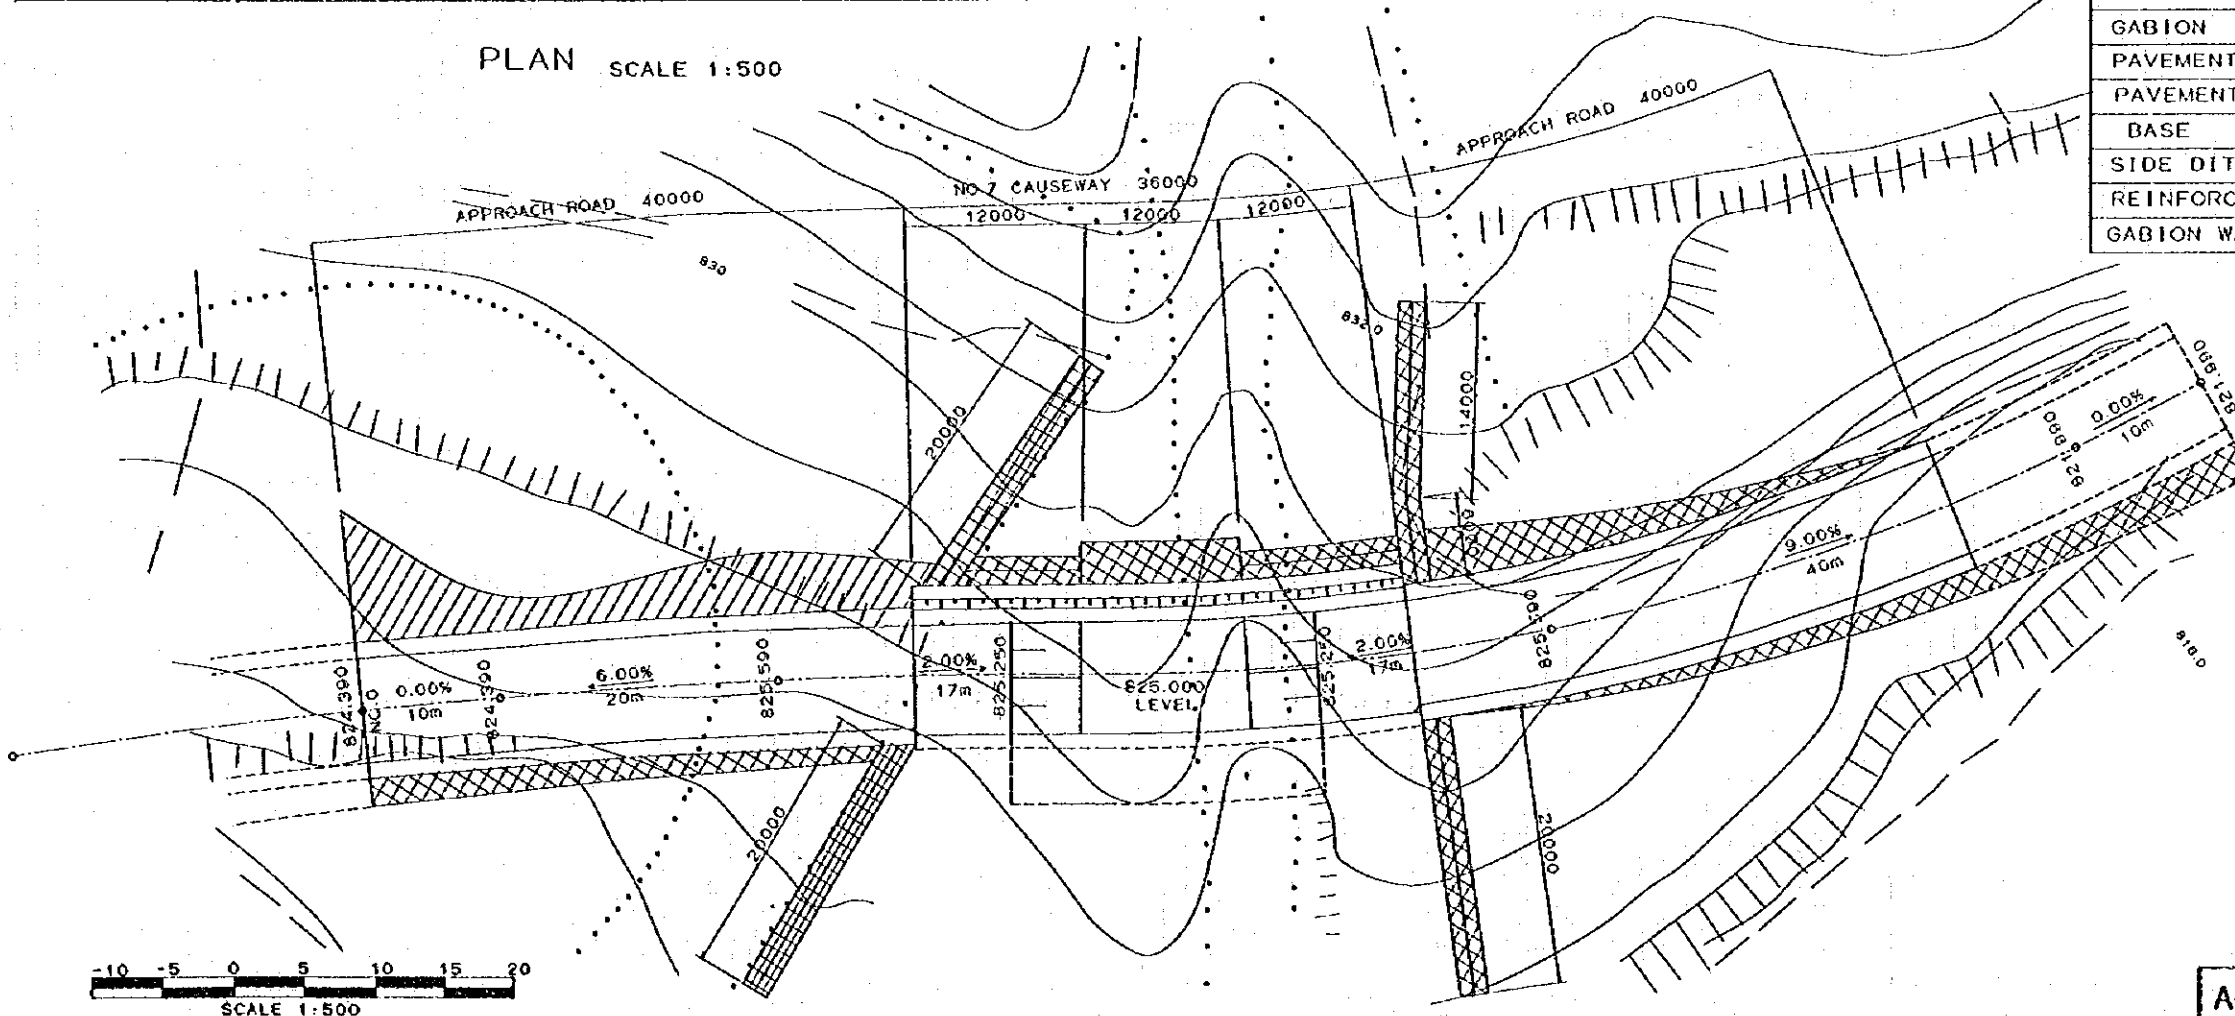 PLAN SCALE 1:500
GABION
PAVEMENT
PAVEMENT
BASE
SIDE DIT
REINFORC
GABION W
APPROACH ROAD 40000
NO.7 CAUSEWAY 36000
APPROACH ROAD 40000
12000
12000
12000
830
832.0
20000
14000
821.990
0.00%
10m
821.990
9.00%
40m
818.0
824.390
NO.0
0.00%
10m
824.390
6.00%
20m
825.590
2.00%
17m
825.250
825.000
LEVEL
825.250
2.00%
17m
825.590
20000
20000
-10 -5 0 5 10 15 20
SCALE 1:500
A